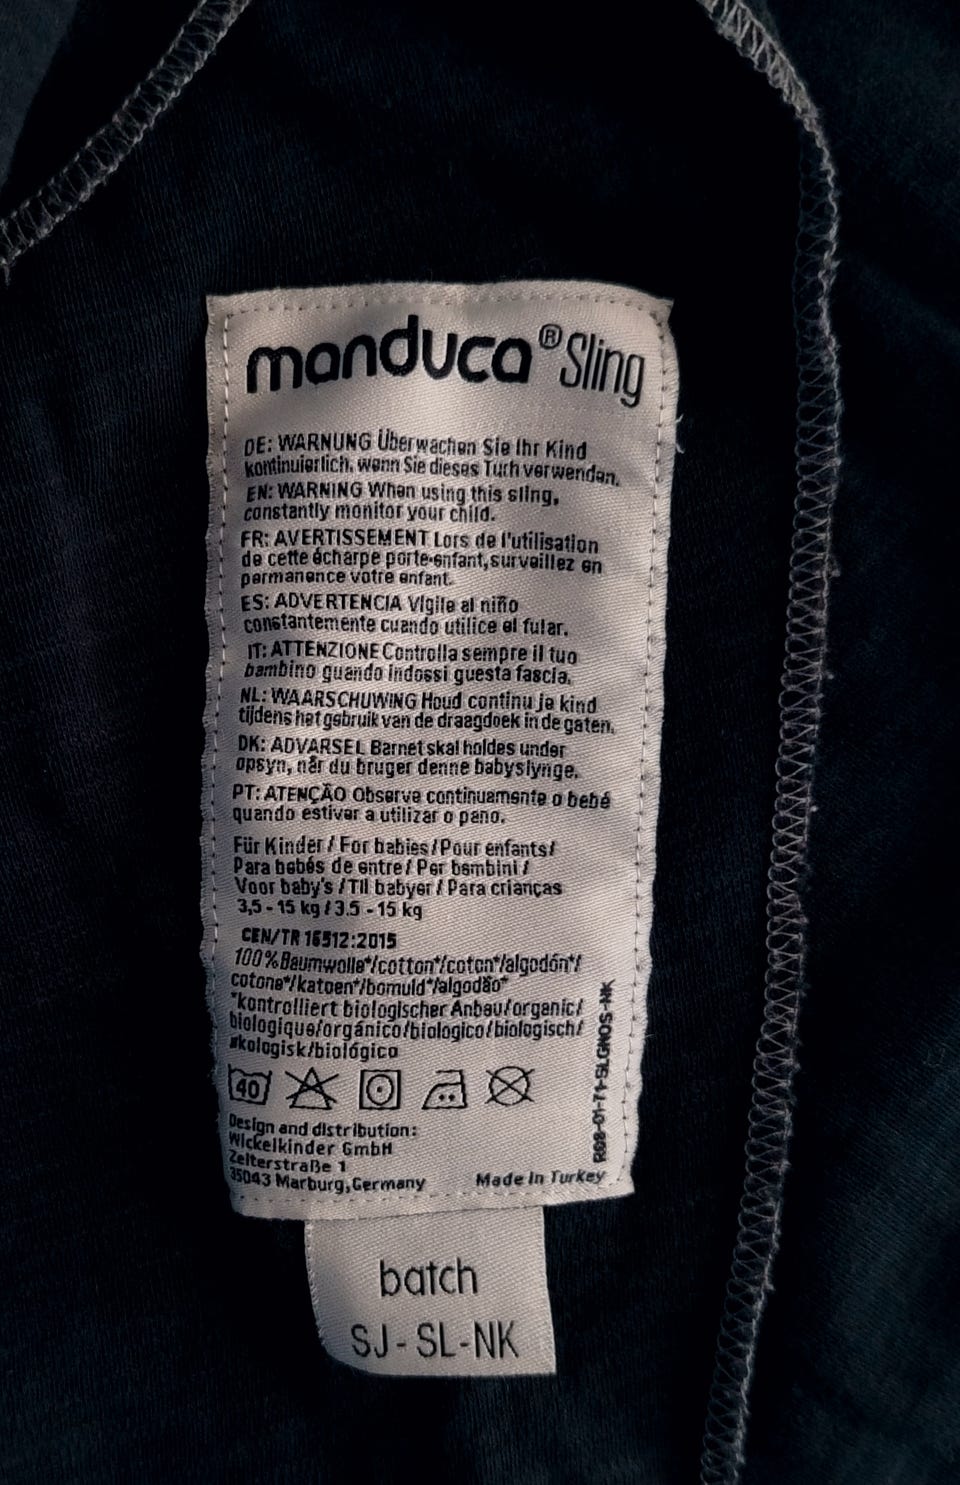 manduca® Sling
DE: WARNUNG Überwachen Sie Ihr Kind
kontinuierlich, wenn Sie dieses Tuch verwenden.
EN: WARNING When using this sling,
constantly monitor your child.
FR: AVERTISSEMENT Lors de l'utilisation
de cette écharpe porte-enfant, surveillez en
permanence votre enfant.
ES: ADVERTENCIA Vigile al niño
constantemente cuando utilice el fular.
IT: ATTENZIONE Controlla sempre il tuo
bambino quando indossi questa fascia.
NL: WAARSCHUWING Houd continu je kind
tijdens het gebruik van de draagdoek in de gaten.
DK: ADVARSEL Barnet skal holdes under
opsyn, når du bruger denne babyslynge.
PT: ATENÇÃO Observe continuamente o bebé
quando estiver a utilizar o pano.
Für Kinder / For babies / Pour enfants /
Para bebés de entre / Per bambini /
Voor baby's / Til babyer / Para crianças
3,5 - 15 kg / 3.5 - 15 kg
CEN/TR 16512:2015
100% Baumwolle*/cotton*/coton*/algodón*/
cotone*/katoen*/bomuld*/algodão*
*kontrolliert biologischer Anbau/organic/
biologique/orgánico/biologico/biologisch/
økologisk/biológico
40
Design and distribution:
Wickelkinder GmbH
Zeiterstraße 1
35043 Marburg, Germany
Made in Turkey
R08-01-71-SLGNOS-NK
batch
SJ - SL - NK